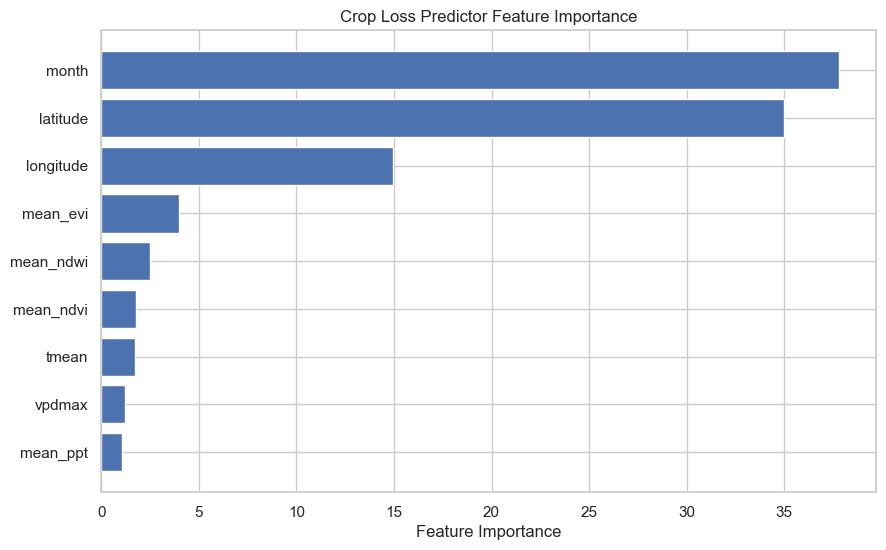 Crop Loss Predictor Feature Importance
month
latitude
longitude
mean_evi
mean_ndwi
mean_ndvi
tmean
vpdmax
mean_ppt
0 5 10 15 20 25 30 35
Feature Importance